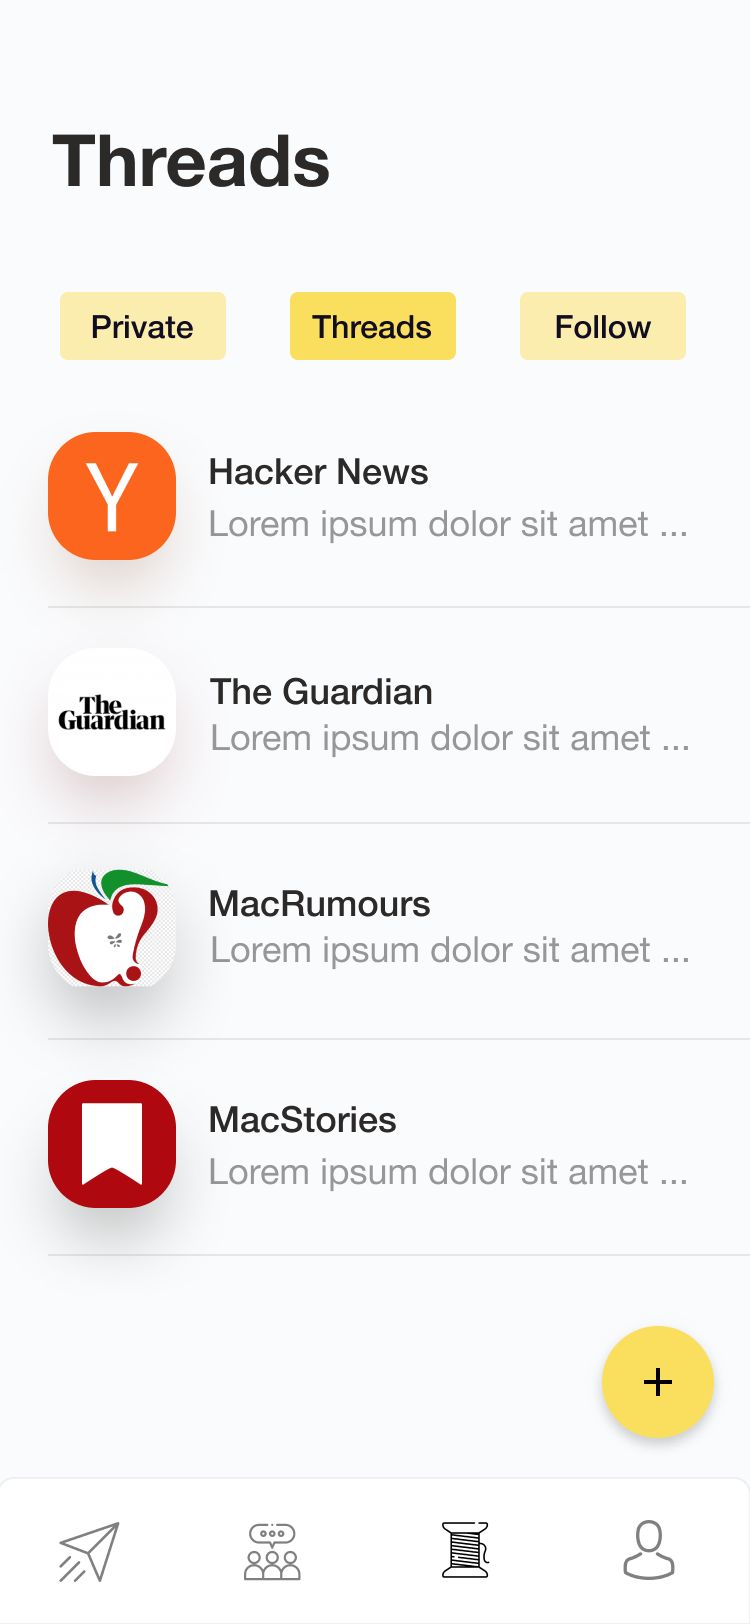 Threads
Private
Threads
Follow
Y
Hacker News
Lorem ipsum dolor sit amet ...
The
Guardian
The Guardian
Lorem ipsum dolor sit amet ...
MacRumours
Lorem ipsum dolor sit amet ...
MacStories
Lorem ipsum dolor sit amet ...
+